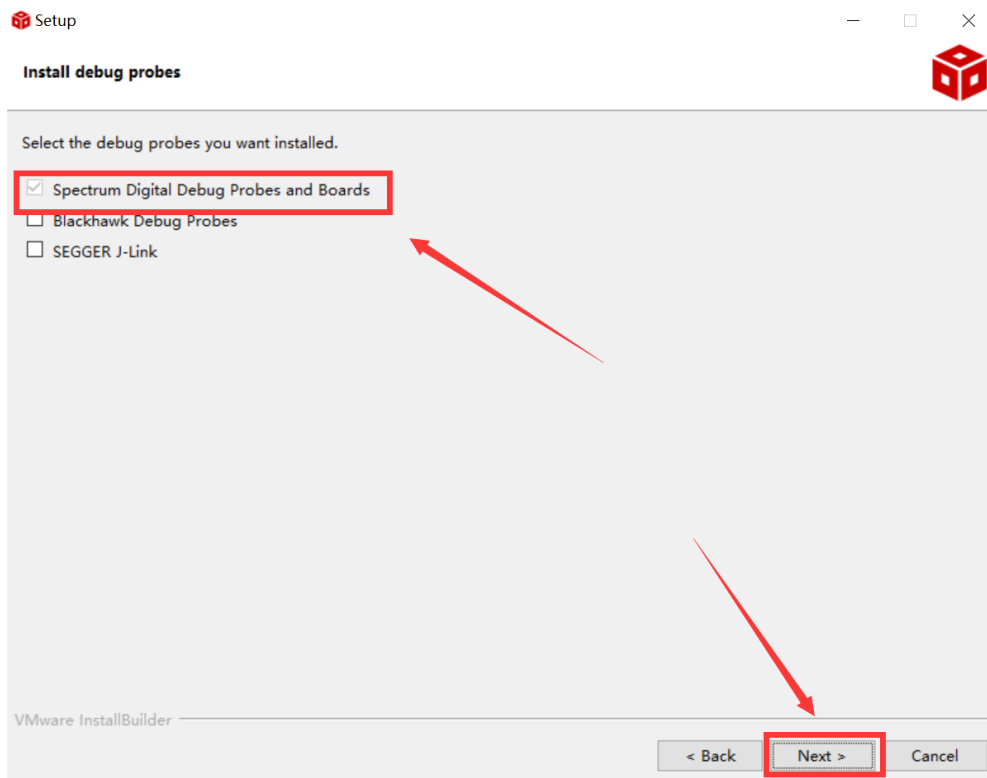 Setup
Install debug probes
Select the debug probes you want installed.
Spectrum Digital Debug Probes and Boards
Blackhawk Debug Probes
SEGGER J-Link
VMware InstallBuilder
< Back
Next >
Cancel